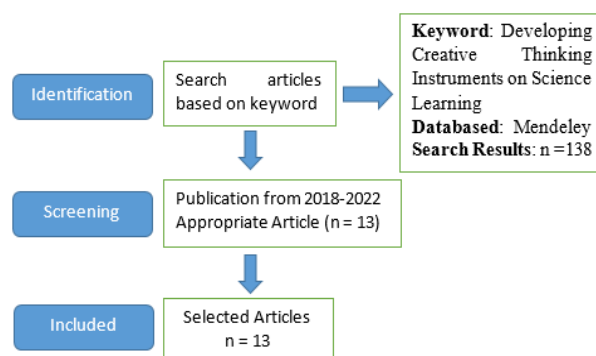 Identification
Search articles
based on keyword
Keyword: Developing
Creative Thinking
Instruments on Science
Learning
Databased: Mendeley
Search Results: n =138
Screening
Publication from 2018-2022
Appropriate Article (n = 13)
Included
Selected Articles
n = 13